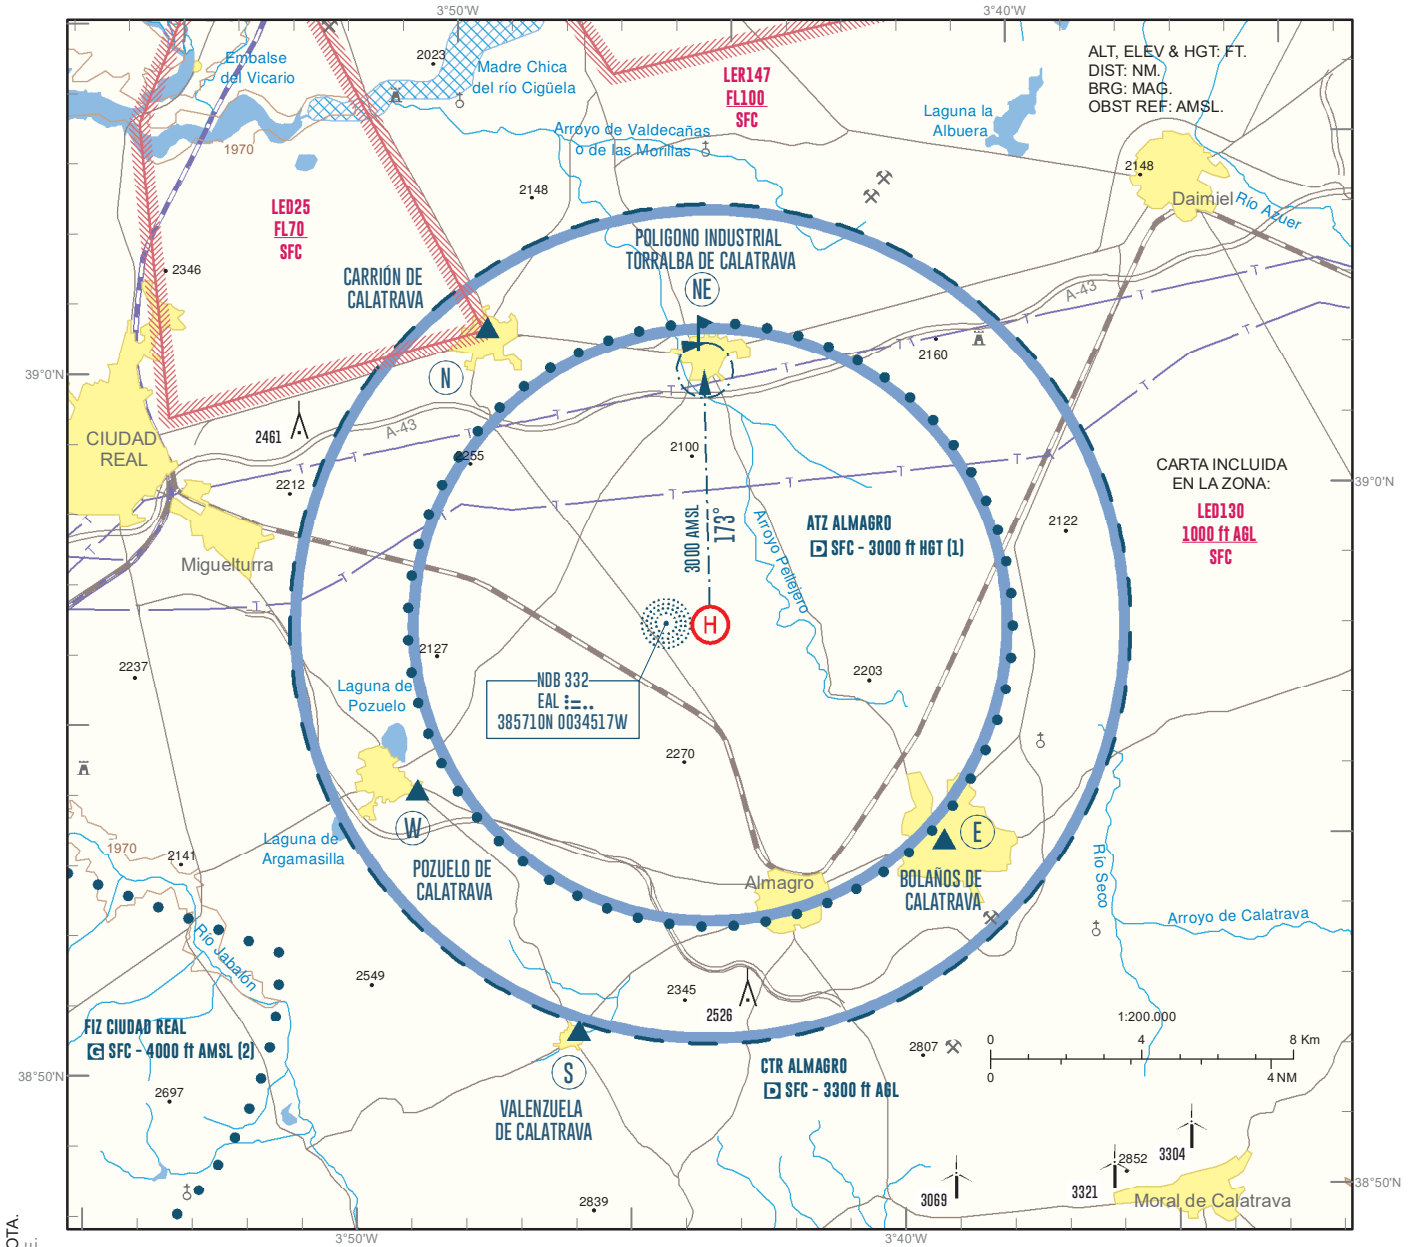 3°50'W
3°40'W
ALT, ELEV & HGT: FT.
DIST: NM.
BRG: MAG.
OBST REF: AMSL.
Embalse
del Vicario
2023
Madre Chica
del río Cigüela
LER147
FL100
SFC
Laguna la
Albuera
Arroyo de Valdecañas
o de las Morillas
1970
2148
2148
Daimiel
Río Azuer
LED25
FL70
SFC
2346
POLIGONO INDUSTRIAL
TORRALBA DE CALATRAVA
NE
CARRIÓN DE
CALATRAVA
A-43
T
T
2160
39°0'N
N
T
T
2461
A-43
T
CIUDAD
REAL
2100
2255
T
T
T
CARTA INCLUIDA
EN LA ZONA:
39°0'N
2212
T
T
T
LED130
1000 ft AGL
SFC
3000 AMSL
173°
Arroyo Pellejero
ATZ ALMAGRO
D SFC - 3000 ft HGT (1)
2122
Miguelturra
T
T
T
H
2127
2237
2203
NDB 332
EAL
385710N 0034517W
Laguna de
Pozuelo
2270
W
E
Laguna de
Argamasilla
1970
2141
POZUELO DE
CALATRAVA
Almagro
BOLAÑOS DE
CALATRAVA
Río Seco
Arroyo de Calatrava
Río Jabalón
2549
2345
2526
1:200.000
FIZ CIUDAD REAL
G SFC - 4000 ft AMSL (2)
0 4 8 Km
0 4 NM
2807
38°50'N
S
CTR ALMAGRO
D SFC - 3300 ft AGL
2697
VALENZUELA
DE CALATRAVA
3304
2852
3321
3069
38°50'N
Moral de Calatrava
2839
OTA.
3°50'W
3°40'W